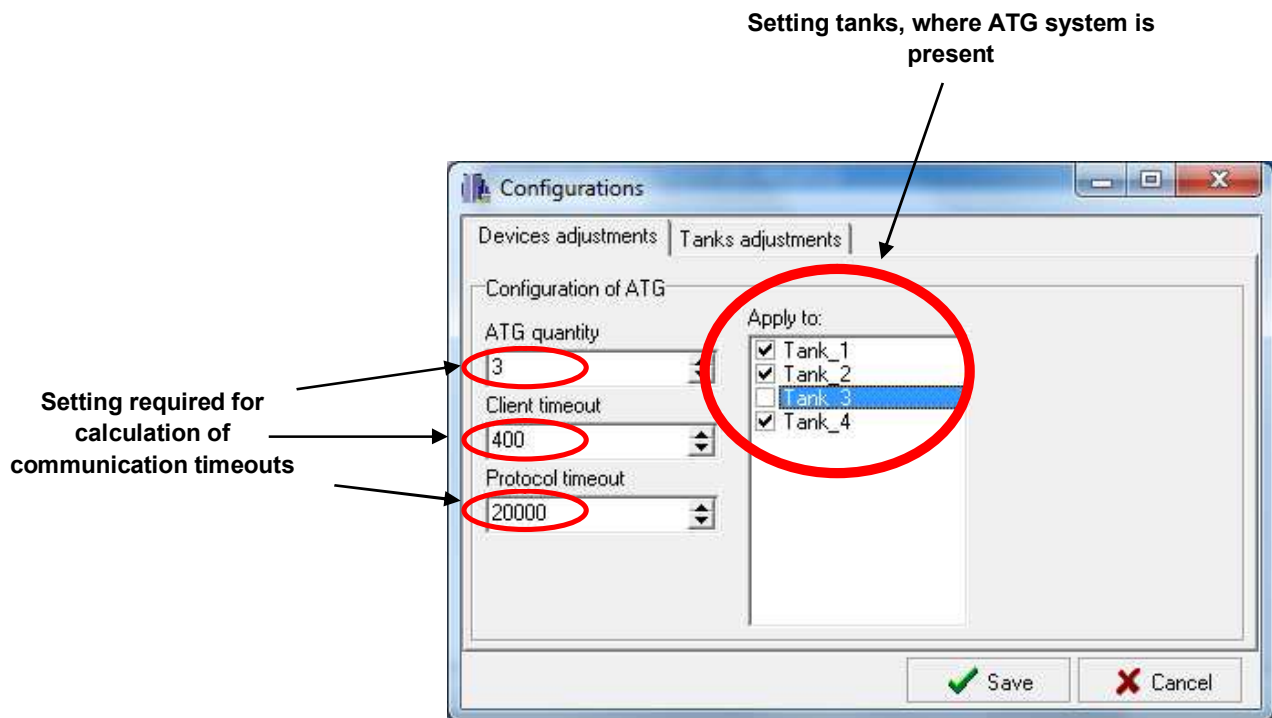 Setting tanks, where ATG system is
present
Configurations
Devices adjustments
Tanks adjustments
Configuration of ATG
ATG quantity
3
Client timeout
400
Protocol timeout
20000
Apply to:
Tank_1
Tank_2
Tank_3
Tank_4
Setting required for
calculation of
communication timeouts
Save
Cancel